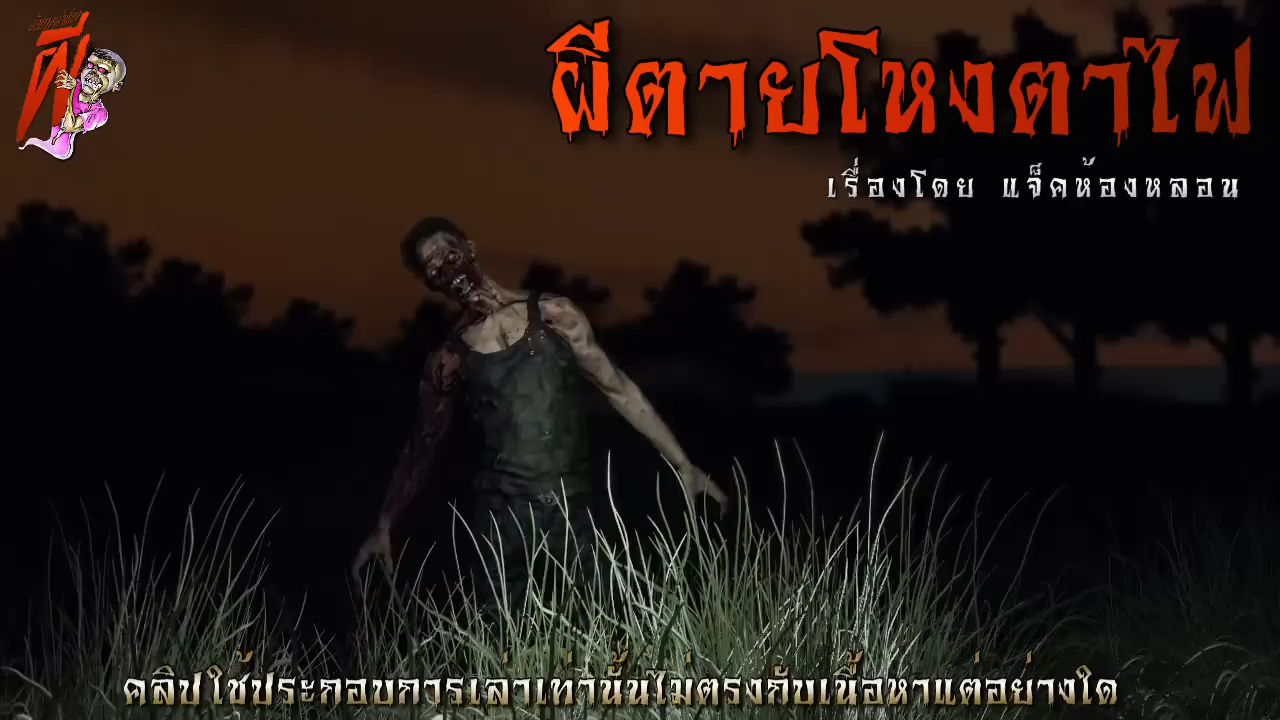 ผี
ผีตายโหงตาไฟ
เรื่องโดย แจ็คห้องหลอน
คลิปใช้ประกอบการเล่าเท่านั้นไม่ตรงกับเนื้อหาแต่อย่างใด